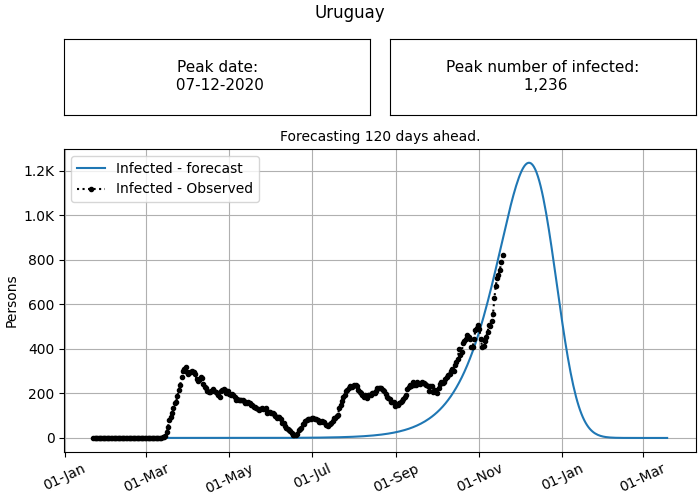 Uruguay
Peak date:
07-12-2020
Peak number of infected:
1,236
Forecasting 120 days ahead.
Infected - forecast
Infected - Observed
1.2K
1.0K
800
600
400
200
0
Persons
01-Jan
01-Mar
01-May
01-Jul
01-Sep
01-Nov
01-Jan
01-Mar